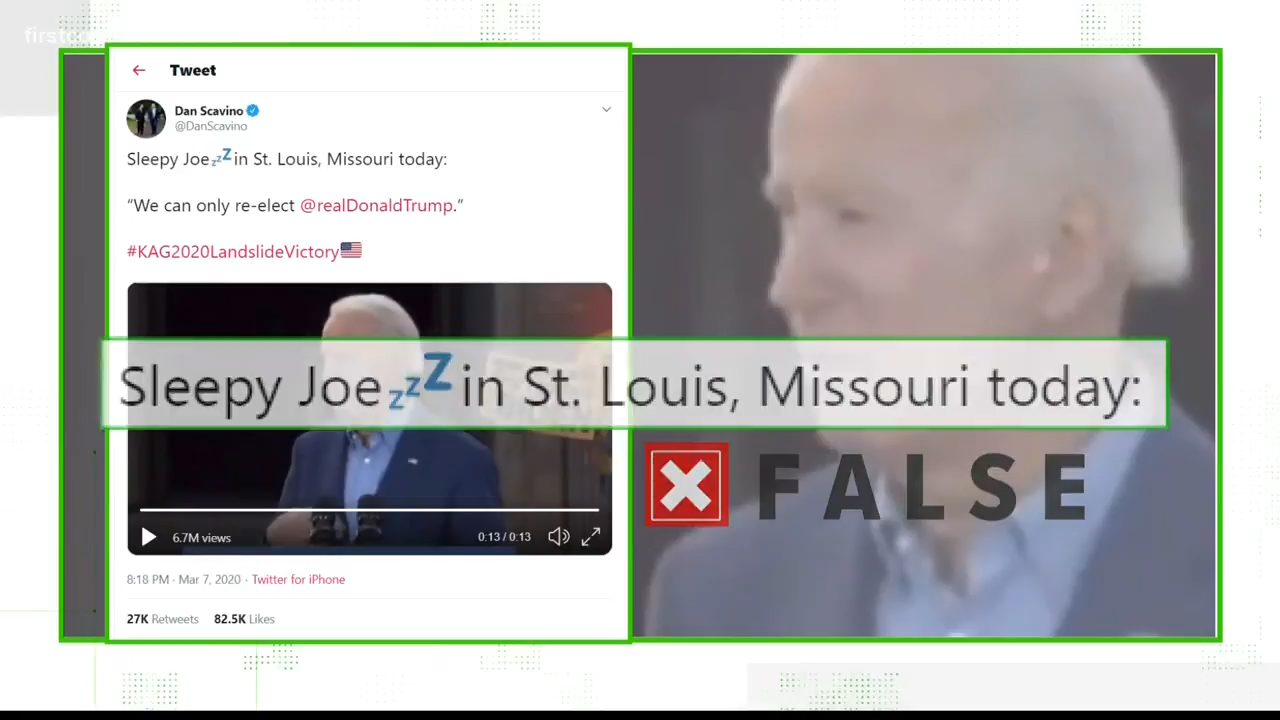 Tweet
Dan Scavino
@DanScavino
Sleepy Joe💤in St. Louis, Missouri today:
“We can only re-elect @realDonaldTrump.”
#KAG2020LandslideVictory🇺🇸
Sleepy Joe💤in St. Louis, Missouri today:
FALSE
6.7M views
0:13 / 0:13
8:18 PM · Mar 7, 2020 · Twitter for iPhone
27K Retweets 82.5K Likes